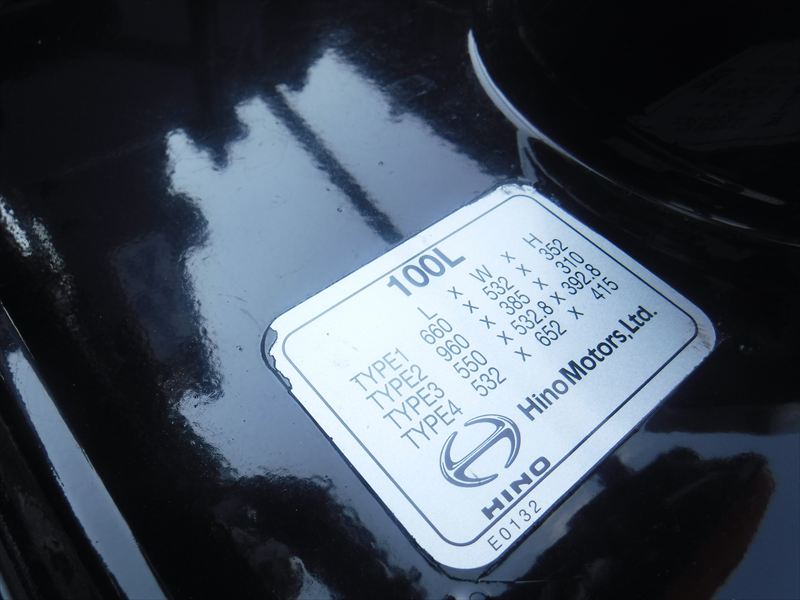 100L
L × W × H
TYPE1 660 × 532 × 352
TYPE2 960 × 385 × 310
TYPE3 550 × 532.8 × 392.8
TYPE4 532 × 652 × 415
Hino Motors, Ltd.
HINO
E0132